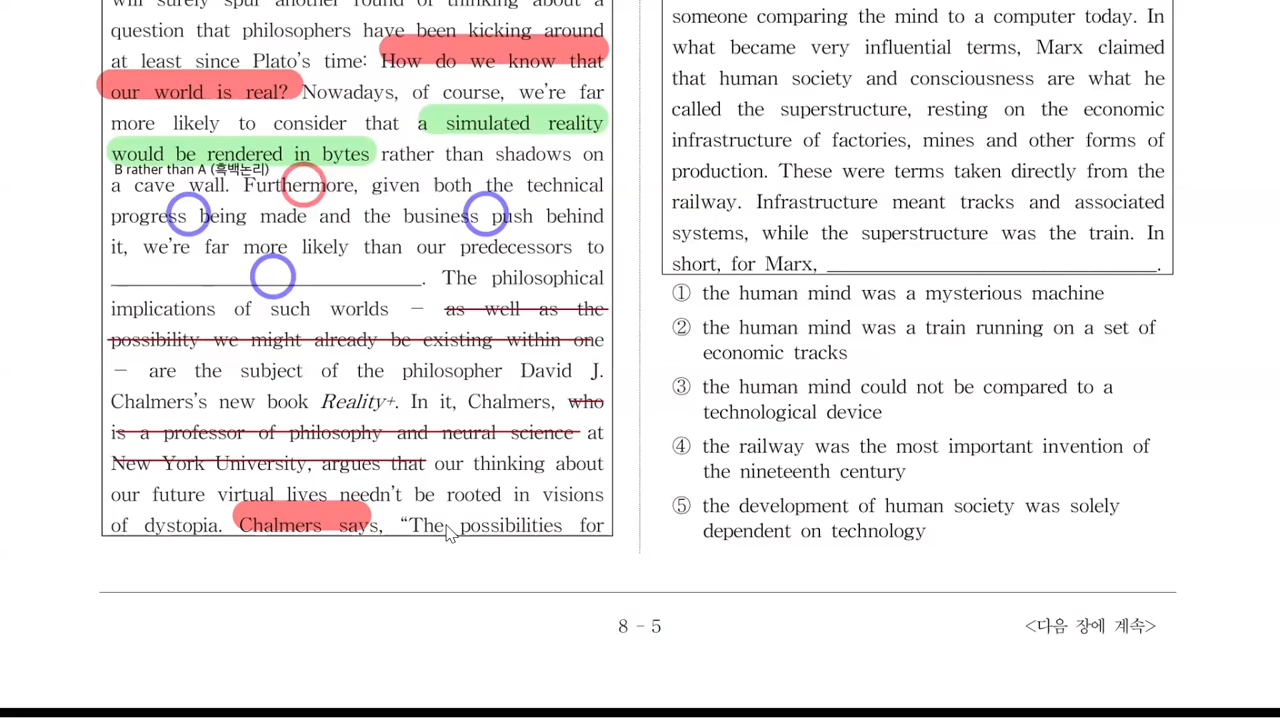 will surely spur another round of thinking about a
question that philosophers have been kicking around
at least since Plato's time: How do we know that
our world is real? Nowadays, of course, we're far
more likely to consider that a simulated reality
would be rendered in bytes rather than shadows on
B rather than A (흑백논리)
a cave wall. Furthermore, given both the technical
progress being made and the business push behind
it, we're far more likely than our predecessors to
______________________________. The philosophical
implications of such worlds – as well as the
possibility we might already be existing within one
– are the subject of the philosopher David J.
Chalmers's new book Reality+. In it, Chalmers, who
is a professor of philosophy and neural science at
New York University, argues that our thinking about
our future virtual lives needn't be rooted in visions
of dystopia. Chalmers says, “The possibilities for
someone comparing the mind to a computer today. In
what became very influential terms, Marx claimed
that human society and consciousness are what he
called the superstructure, resting on the economic
infrastructure of factories, mines and other forms of
production. These were terms taken directly from the
railway. Infrastructure meant tracks and associated
systems, while the superstructure was the train. In
short, for Marx, ______________________________.
① the human mind was a mysterious machine
② the human mind was a train running on a set of
economic tracks
③ the human mind could not be compared to a
technological device
④ the railway was the most important invention of
the nineteenth century
⑤ the development of human society was solely
dependent on technology
8 - 5
<다음 장에 계속>